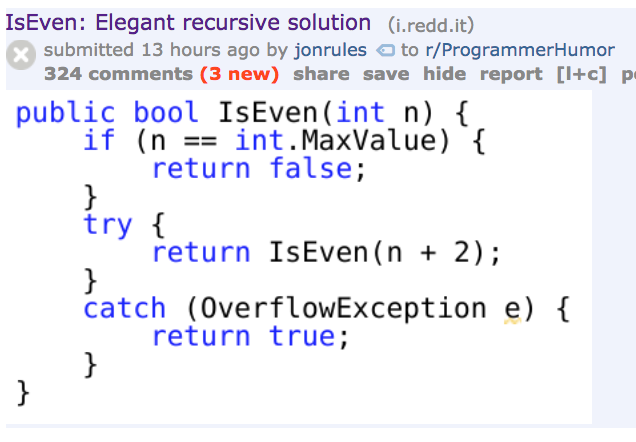 IsEven: Elegant recursive solution (i.redd.it)
submitted 13 hours ago by jonrules to r/ProgrammerHumor
324 comments (3 new) share save hide report [l+c]
public bool IsEven(int n) {
if (n == int.MaxValue) {
return false;
}
try {
return IsEven(n + 2);
}
catch (OverflowException e) {
return true;
}
}